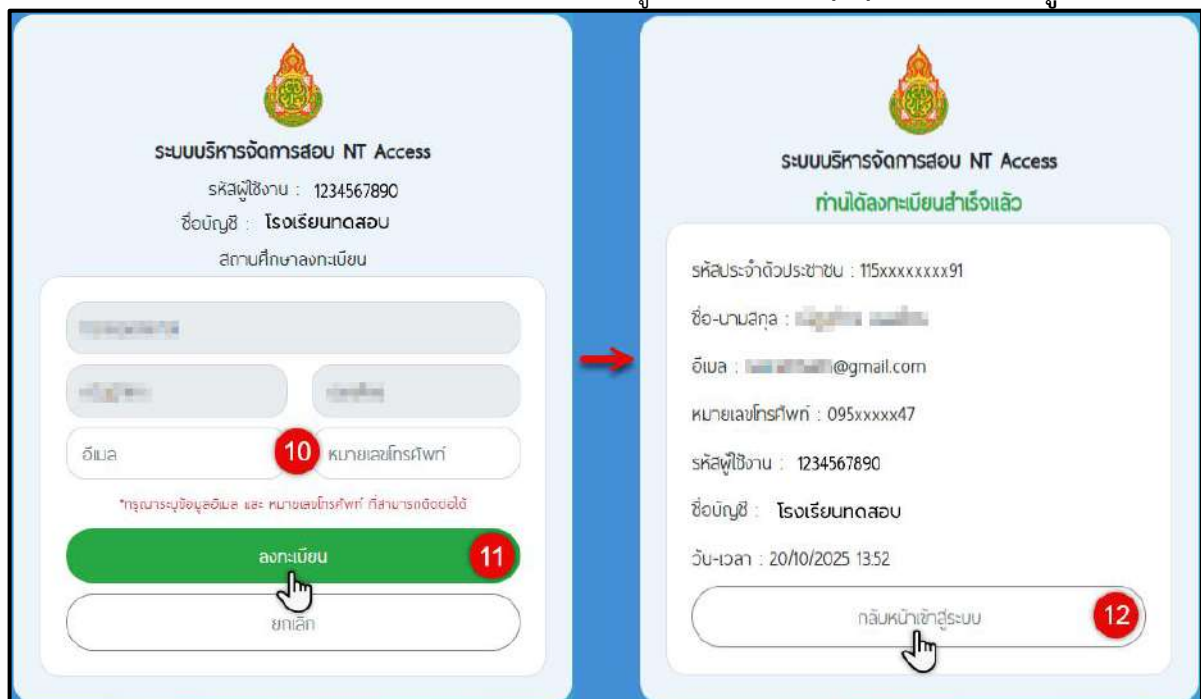 ระบบบริหารจัดการสอบ NT Access
รหัสผู้ใช้งาน : 1234567890
ชื่อบัญชี : โรงเรียนทดสอบ
สถานศึกษาลงทะเบียน
อีเมล
10
หมายเลขโทรศัพท์
*กรุณาระบุข้อมูลอีเมล และ หมายเลขโทรศัพท์ ที่สามารถติดต่อได้
ลงทะเบียน
11
ยกเลิก
ระบบบริหารจัดการสอบ NT Access
ท่านได้ลงทะเบียนสำเร็จแล้ว
รหัสประจำตัวประชาชน : 115xxxxxxxx91
ชื่อ-นามสกุล :
อีเมล : @gmail.com
หมายเลขโทรศัพท์ : 095xxxxx47
รหัสผู้ใช้งาน : 1234567890
ชื่อบัญชี : โรงเรียนทดสอบ
วัน-เวลา : 20/10/2025 13:52
กลับหน้าเข้าสู่ระบบ
12